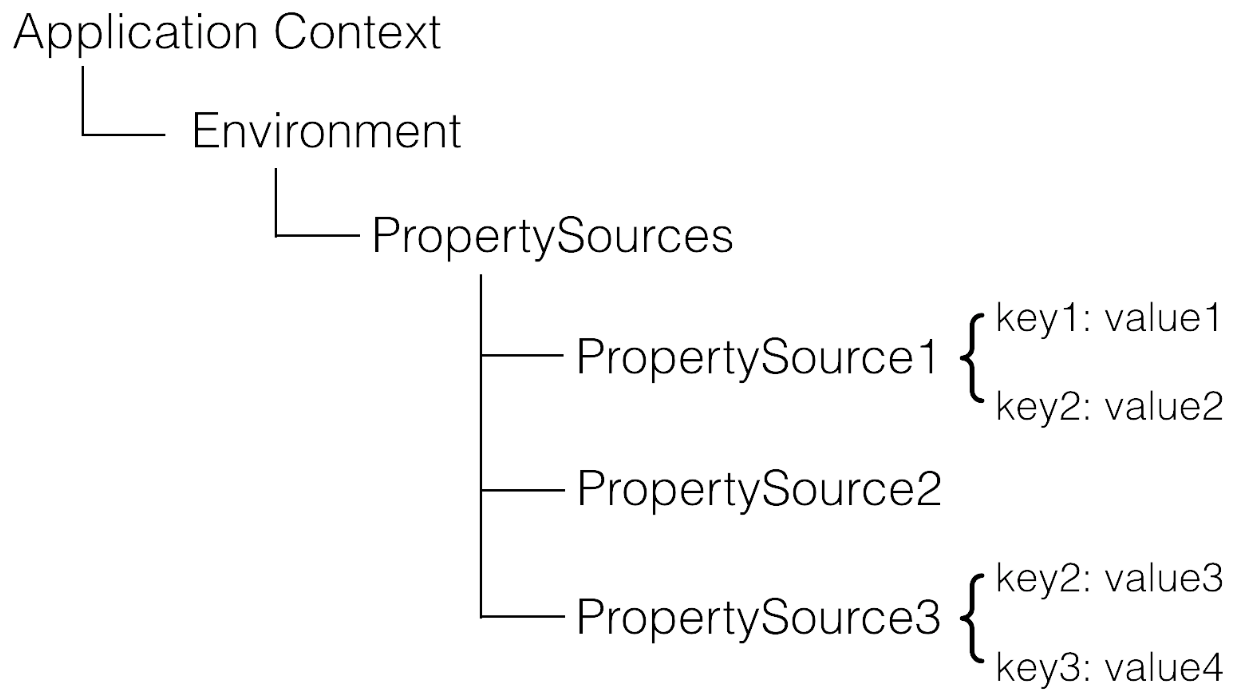 Application Context
Environment
PropertySources
PropertySource1
key1: value1
key2: value2
PropertySource2
PropertySource3
key2: value3
key3: value4